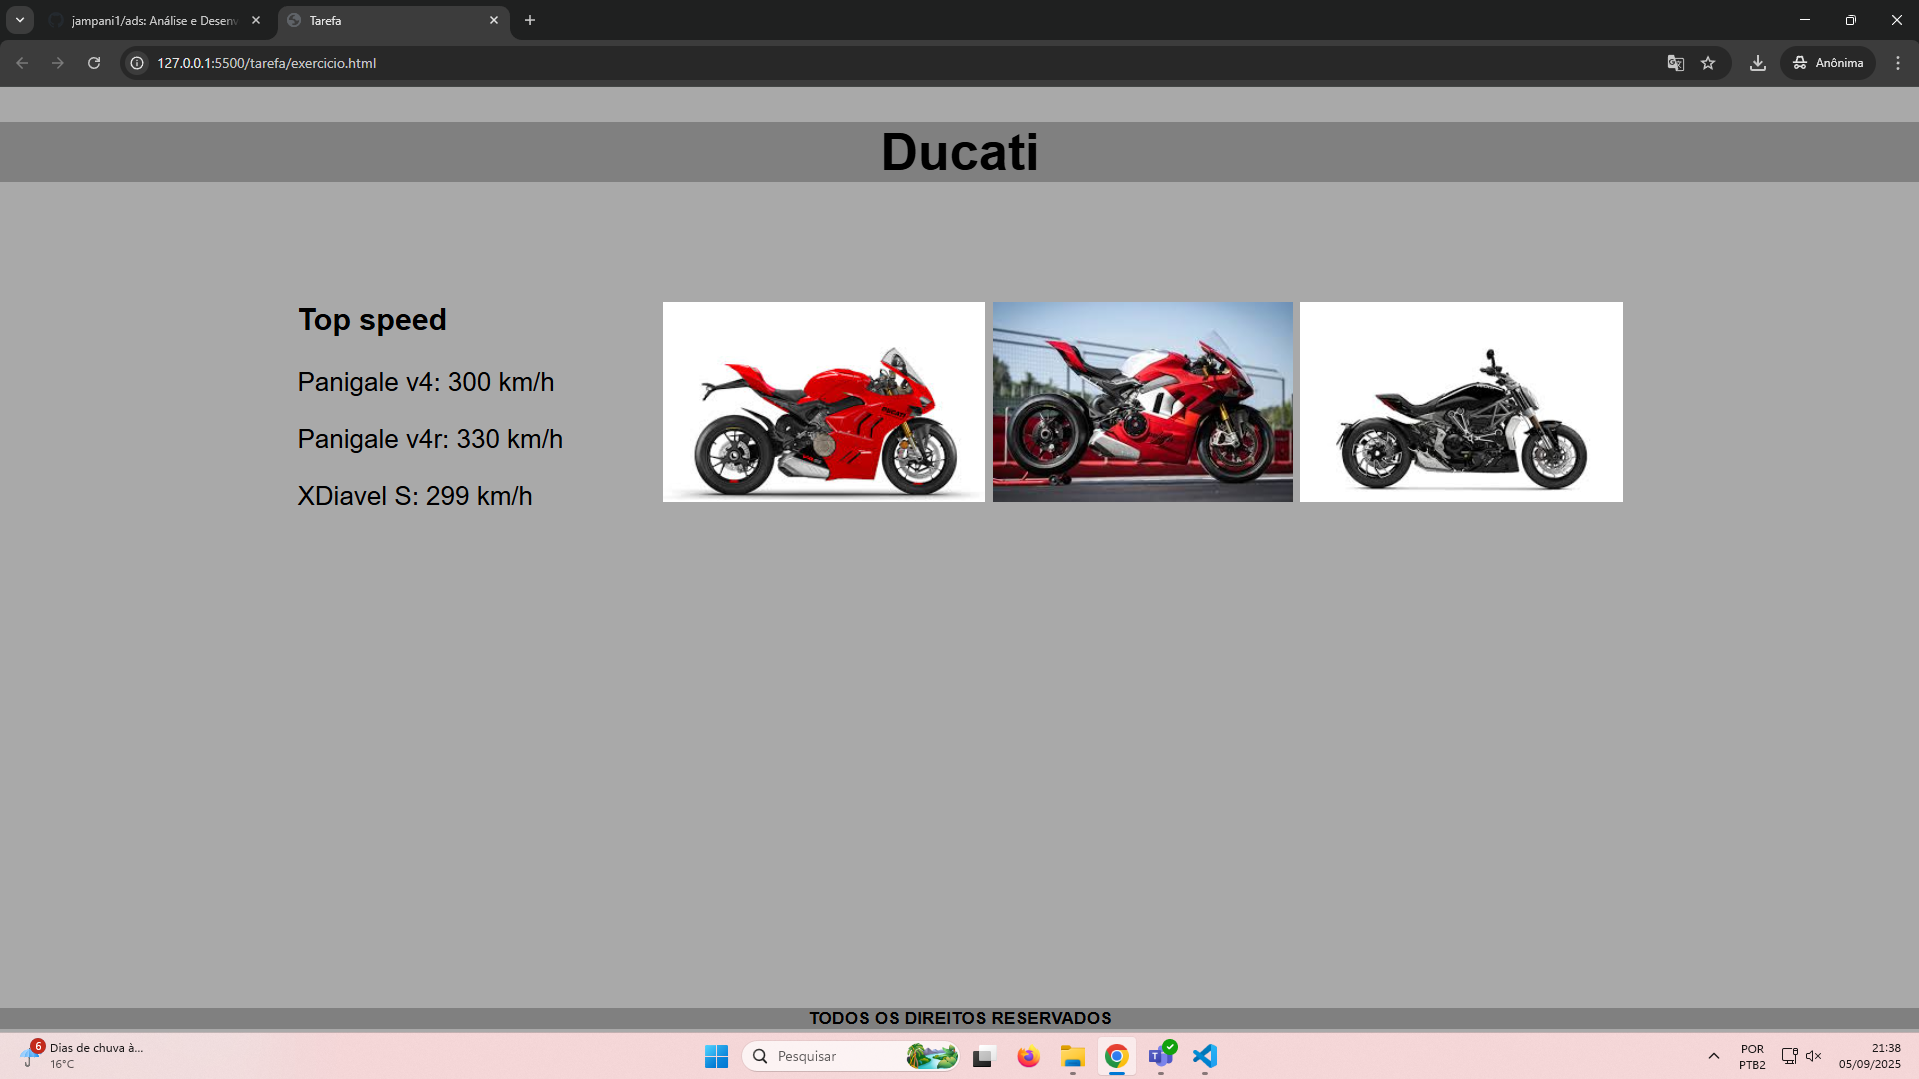 jampani1/ads: Análise e Desenv
Tarefa
127.0.0.1:5500/tarefa/exercicio.html
Anônima
Ducati
Top speed
Panigale v4: 300 km/h
Panigale v4r: 330 km/h
XDiavel S: 299 km/h
TODOS OS DIREITOS RESERVADOS
6
Dias de chuva à...
16°C
Pesquisar
POR
PTB2
21:38
05/09/2025